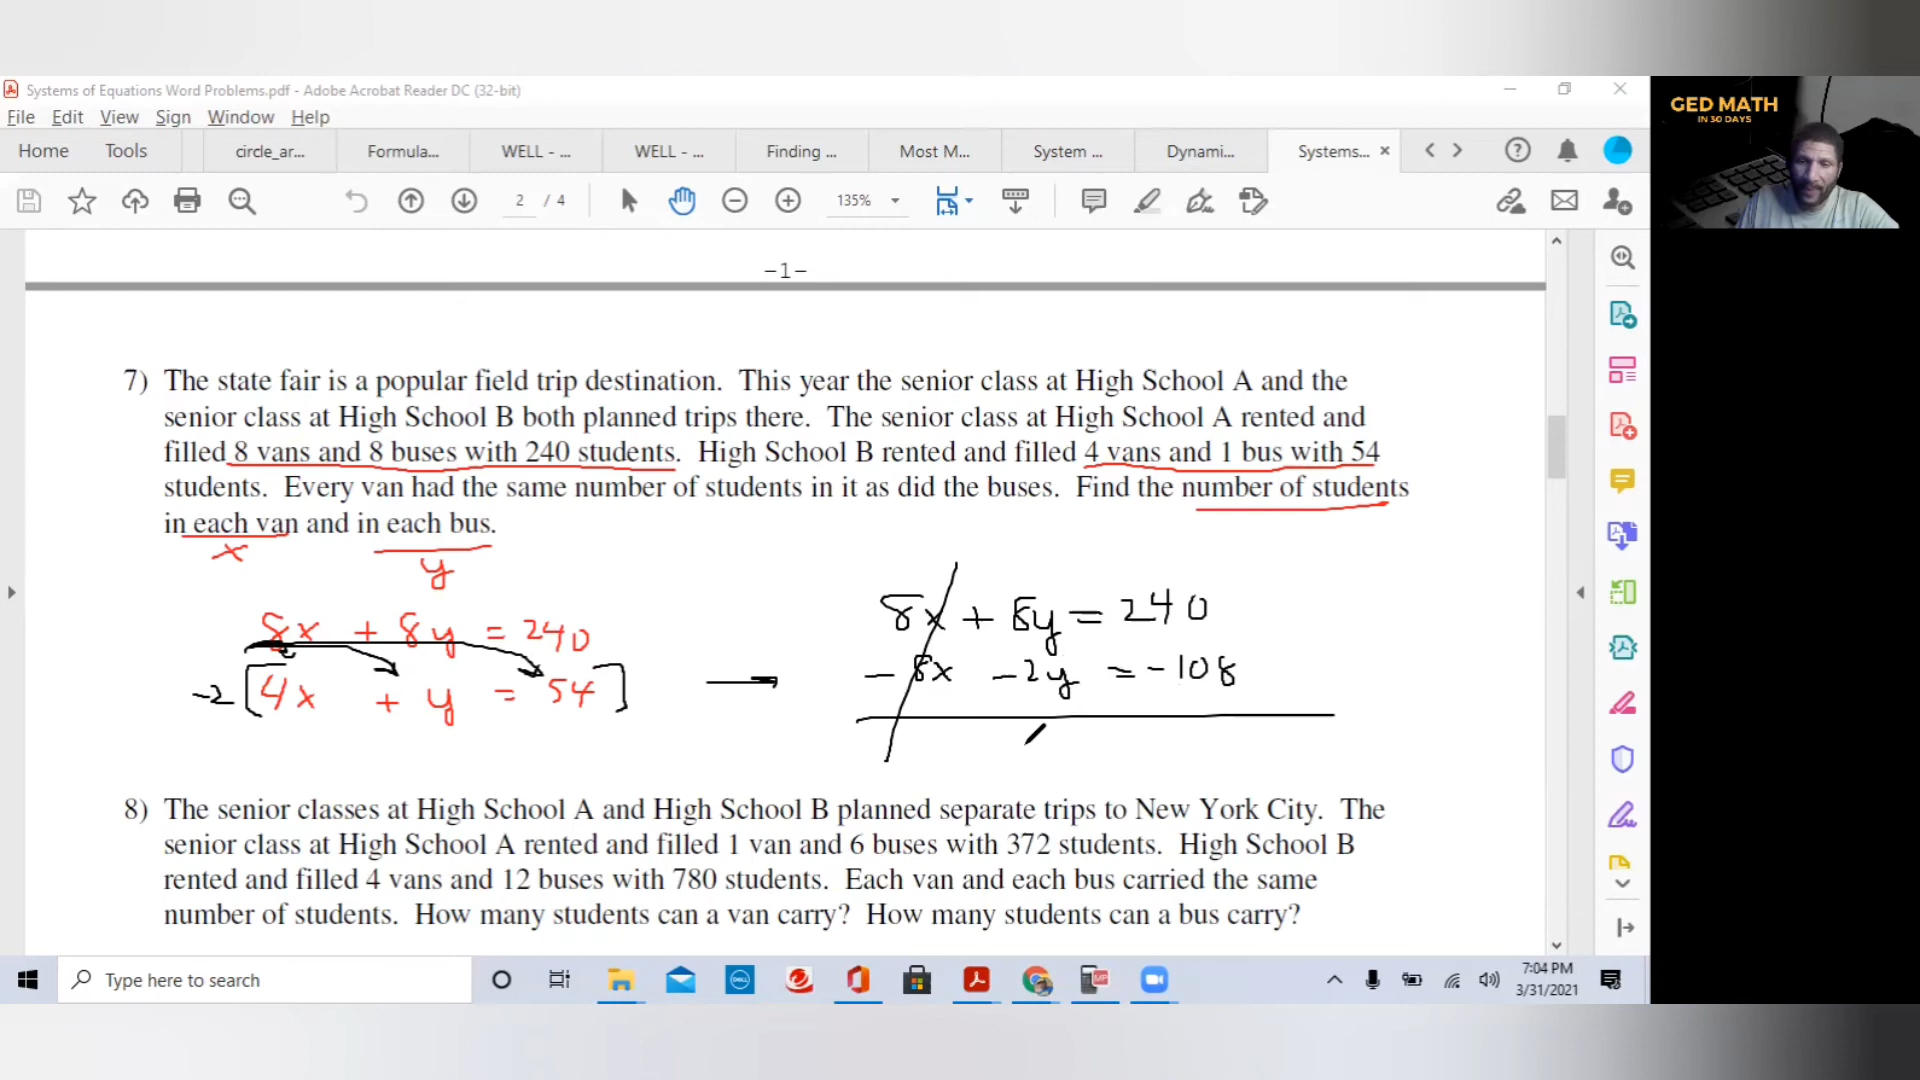 Systems of Equations Word Problems.pdf - Adobe Acrobat Reader DC (32-bit)
File Edit View Sign Window Help
Home Tools circle_ar... Formula... WELL - ... WELL - ... Finding ... Most M... System ... Dynami... Systems... ×
2 / 4 135%
GED MATH
IN 30 DAYS
-1-
7) The state fair is a popular field trip destination. This year the senior class at High School A and the
senior class at High School B both planned trips there. The senior class at High School A rented and
filled 8 vans and 8 buses with 240 students. High School B rented and filled 4 vans and 1 bus with 54
students. Every van had the same number of students in it as did the buses. Find the number of students
in each van and in each bus.
x y
8x + 8y = 240
-2[4x + y = 54]
8x + 8y = 240
-8x -2y = -108
8) The senior classes at High School A and High School B planned separate trips to New York City. The
senior class at High School A rented and filled 1 van and 6 buses with 372 students. High School B
rented and filled 4 vans and 12 buses with 780 students. Each van and each bus carried the same
number of students. How many students can a van carry? How many students can a bus carry?
Type here to search
DELL
MP
7:04 PM
3/31/2021